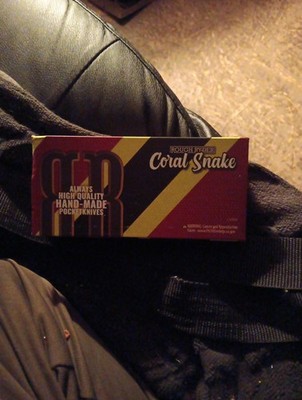 RR
ROUGH RYDER
Coral Snake
ALWAYS
HIGH QUALITY
HAND-MADE
POCKETKNIVES